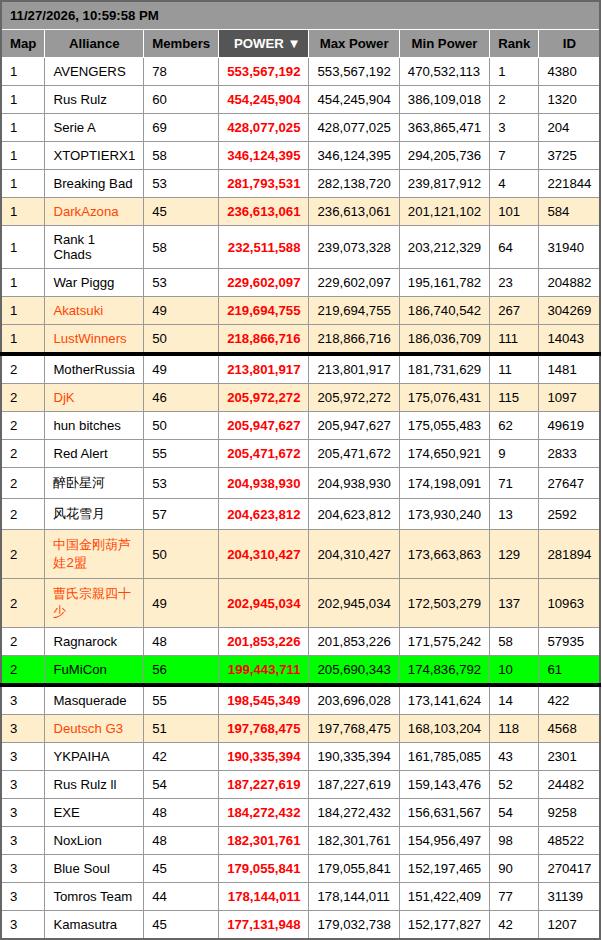 11/27/2026, 10:59:58 PM
Map Alliance Members POWER ▼ Max Power Min Power Rank ID
1 AVENGERS 78 553,567,192 553,567,192 470,532,113 1 4380
1 Rus Rulz 60 454,245,904 454,245,904 386,109,018 2 1320
1 Serie A 69 428,077,025 428,077,025 363,865,471 3 204
1 XTOPTIERX1 58 346,124,395 346,124,395 294,205,736 7 3725
1 Breaking Bad 53 281,793,531 282,138,720 239,817,912 4 221844
1 DarkAzona 45 236,613,061 236,613,061 201,121,102 101 584
1 Rank 1 Chads 58 232,511,588 239,073,328 203,212,329 64 31940
1 War Piggg 53 229,602,097 229,602,097 195,161,782 23 204882
1 Akatsuki 49 219,694,755 219,694,755 186,740,542 267 304269
1 LustWinners 50 218,866,716 218,866,716 186,036,709 111 14043
2 MotherRussia 49 213,801,917 213,801,917 181,731,629 11 1481
2 DjK 46 205,972,272 205,972,272 175,076,431 115 1097
2 hun bitches 50 205,947,627 205,947,627 175,055,483 62 49619
2 Red Alert 55 205,471,672 205,471,672 174,650,921 9 2833
2 醉卧星河 53 204,938,930 204,938,930 174,198,091 71 27647
2 风花雪月 57 204,623,812 204,623,812 173,930,240 13 2592
2 中国金刚葫芦娃2盟 50 204,310,427 204,310,427 173,663,863 129 281894
2 曹氏宗親四十少 49 202,945,034 202,945,034 172,503,279 137 10963
2 Ragnarock 48 201,853,226 201,853,226 171,575,242 58 57935
2 FuMiCon 56 199,443,711 205,690,343 174,836,792 10 61
3 Masquerade 55 198,545,349 203,696,028 173,141,624 14 422
3 Deutsch G3 51 197,768,475 197,768,475 168,103,204 118 4568
3 YKPAIHA 42 190,335,394 190,335,394 161,785,085 43 2301
3 Rus Rulz ll 54 187,227,619 187,227,619 159,143,476 52 24482
3 EXE 48 184,272,432 184,272,432 156,631,567 54 9258
3 NoxLion 48 182,301,761 182,301,761 154,956,497 98 48522
3 Blue Soul 45 179,055,841 179,055,841 152,197,465 90 270417
3 Tomros Team 44 178,144,011 178,144,011 151,422,409 77 31139
3 Kamasutra 45 177,131,948 179,032,738 152,177,827 42 1207